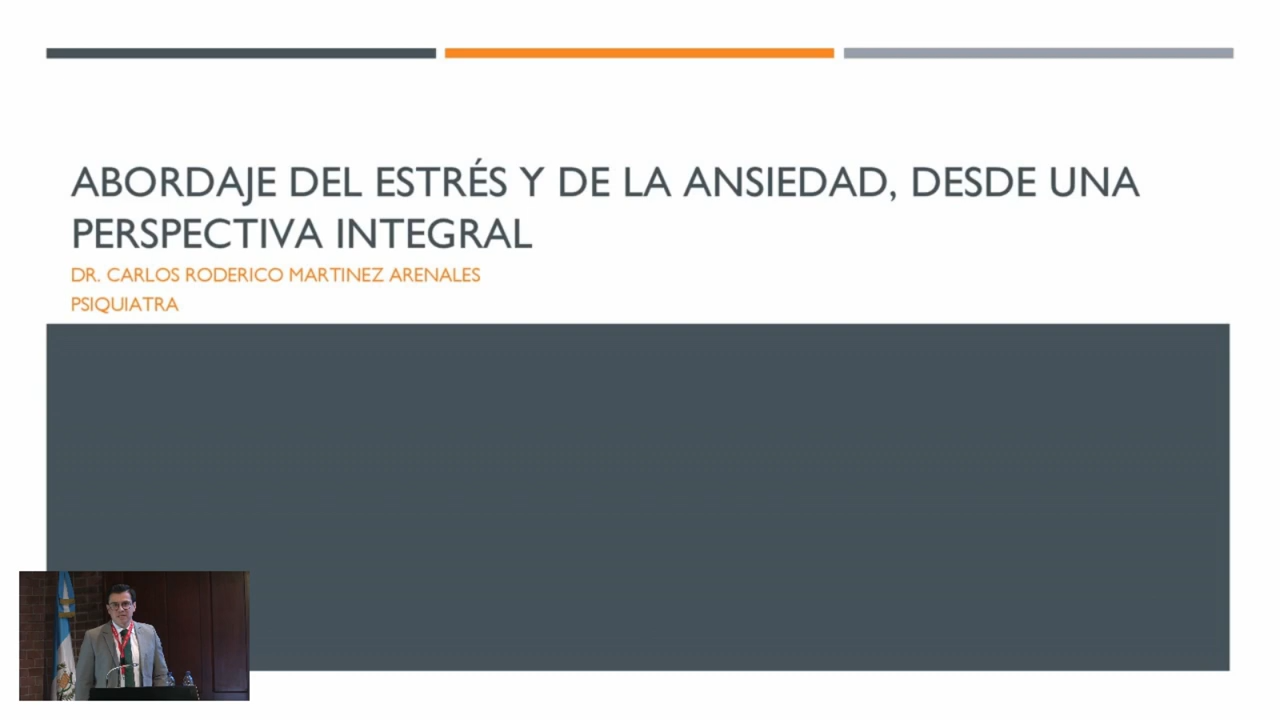 ABORDAJE DEL ESTRÉS Y DE LA ANSIEDAD, DESDE UNA
PERSPECTIVA INTEGRAL
DR. CARLOS RODERICO MARTINEZ ARENALES
PSIQUIATRA